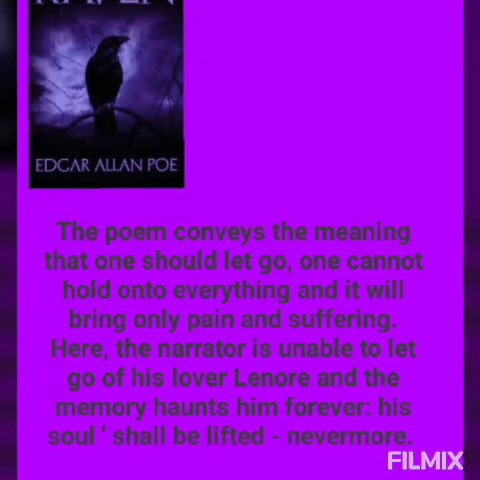 RAVEN
EDGAR ALLAN POE
The poem conveys the meaning
that one should let go, one cannot
hold onto everything and it will
bring only pain and suffering.
Here, the narrator is unable to let
go of his lover Lenore and the
memory haunts him forever: his
soul ' shall be lifted - nevermore.
FILMIX